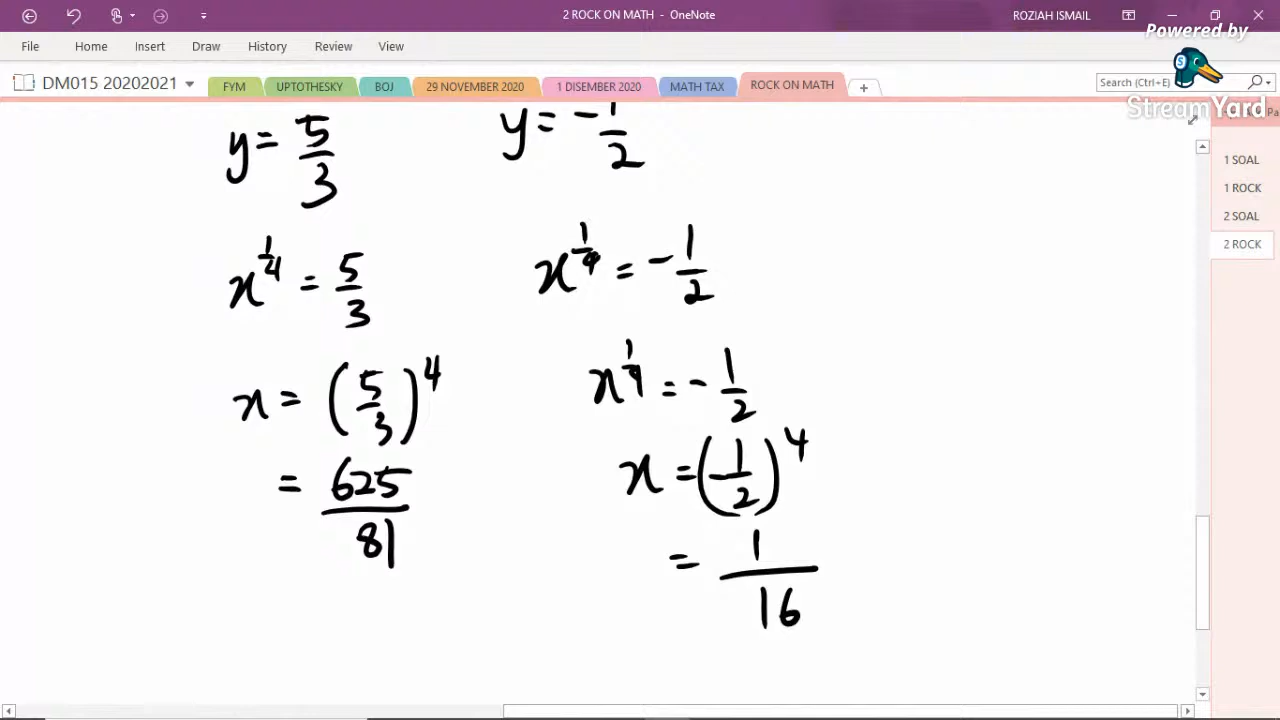 2 ROCK ON MATH - OneNote
ROZIAH ISMAIL
Powered by
StreamYard
File Home Insert Draw History Review View
DM015 20202021
FYM UPTOTHESKY BOJ 29 NOVEMBER 2020 1 DISEMBER 2020 MATH TAX ROCK ON MATH +
Search (Ctrl+E)
Pa
1 SOAL
1 ROCK
2 SOAL
2 ROCK
y = 5/3
x^(1/4) = 5/3
x = (5/3)^4
= 625/81
y = -1/2
x^(1/4) = -1/2
x^(1/4) = -1/2
x = (-1/2)^4
= 1/16